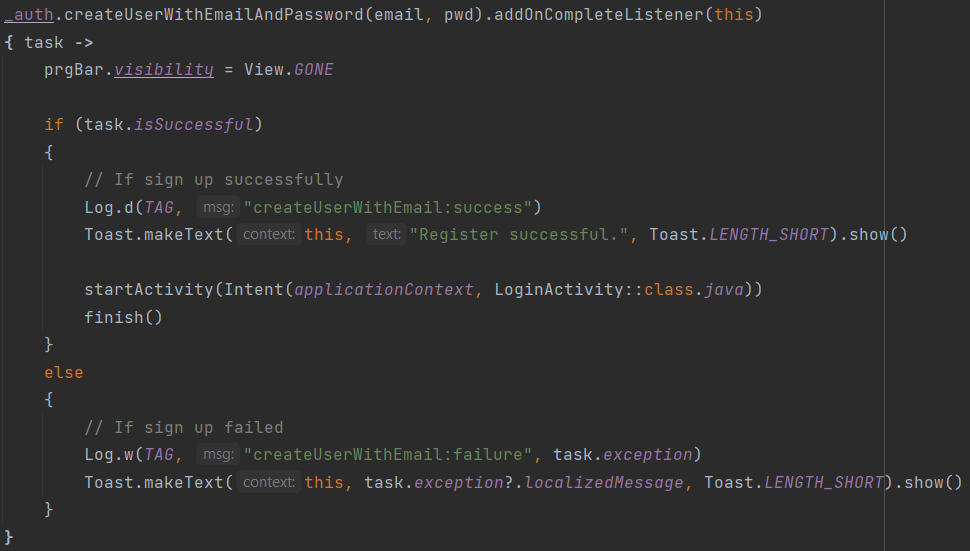 _auth.createUserWithEmailAndPassword(email, pwd).addOnCompleteListener(this)
{ task ->
    prgBar.visibility = View.GONE

    if (task.isSuccessful)
    {
        // If sign up successfully
        Log.d(TAG, msg: "createUserWithEmail:success")
        Toast.makeText( context: this, text: "Register successful.", Toast.LENGTH_SHORT).show()

        startActivity(Intent(applicationContext, LoginActivity::class.java))
        finish()
    }
    else
    {
        // If sign up failed
        Log.w(TAG, msg: "createUserWithEmail:failure", task.exception)
        Toast.makeText( context: this, task.exception?.localizedMessage, Toast.LENGTH_SHORT).show()
    }
}